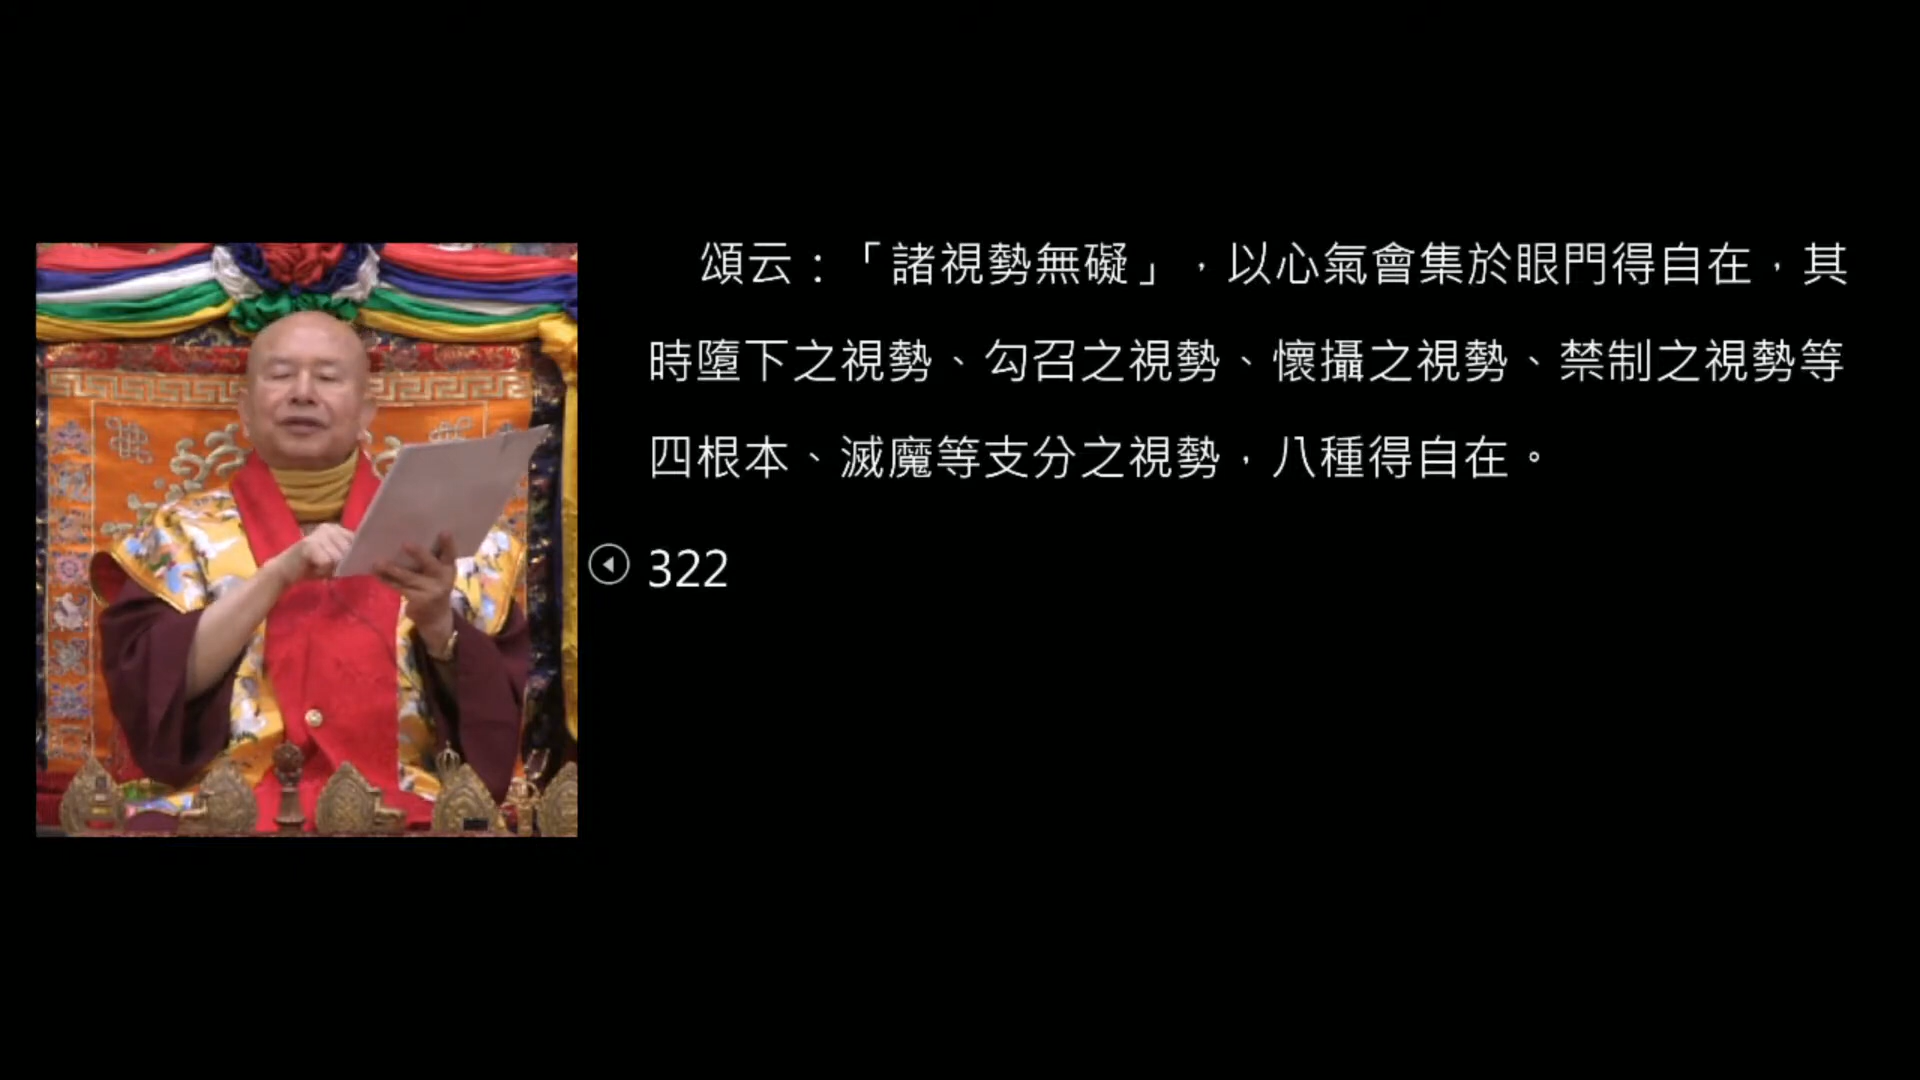 頌云：「諸視勢無礙」，以心氣會集於眼門得自在，其
時墮下之視勢、勾召之視勢、懷攝之視勢、禁制之視勢等
四根本、滅魔等支分之視勢，八種得自在。
322